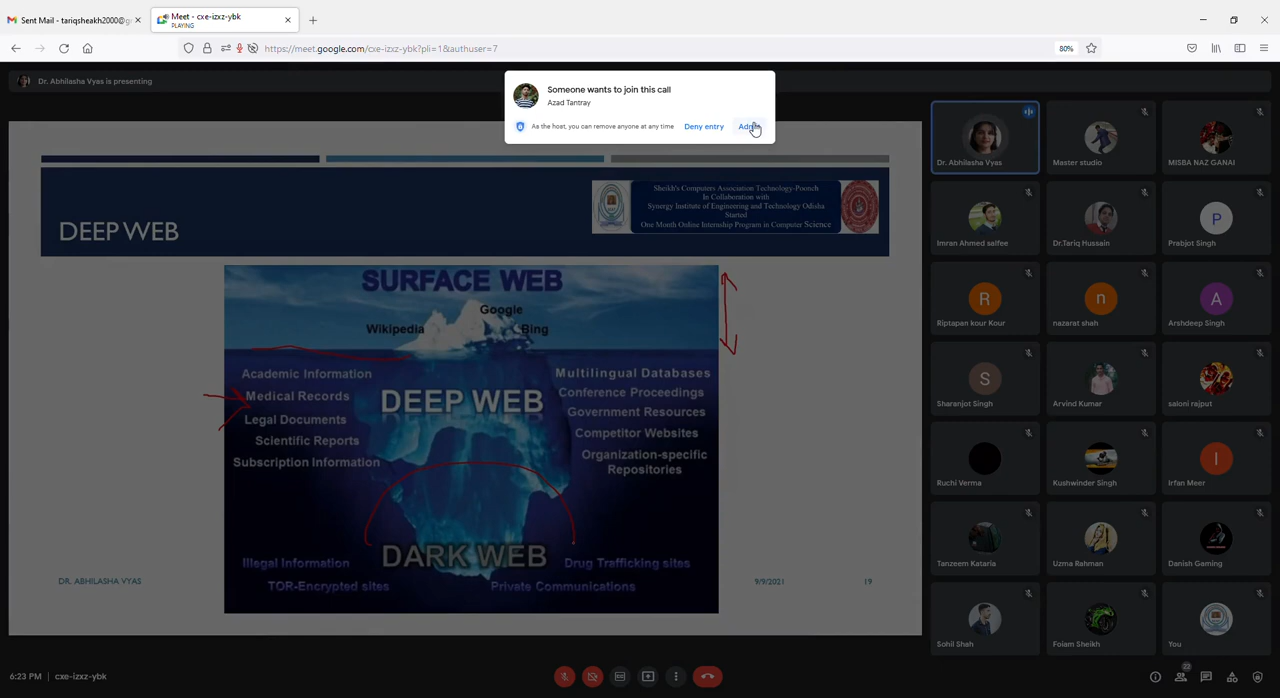 Sent Mail - tariqsheakh2000@g
Meet - cxe-izxz-ybk
PLAYING
https://meet.google.com/cxe-izxz-ybk?pli=1&authuser=7
80%
Dr. Abhilasha Vyas is presenting
Someone wants to join this call
Azad Tantray
As the host, you can remove anyone at any time
Deny entry
Admit
Sheikh's Computers Association Technology-Poonch
In Collaboration with
Synergy Institute of Engineering and Technology Odisha
Started
One Month Online Internship Program in Computer Science
DEEP WEB
SURFACE WEB
Google
Wikipedia
Bing
Academic Information
Medical Records
Legal Documents
Scientific Reports
Subscription Information
DEEP WEB
Multilingual Databases
Conference Proceedings
Government Resources
Competitor Websites
Organization-specific
Repositories
DARK WEB
Illegal Information
Drug Trafficking sites
TOR-Encrypted sites
Private Communications
DR. ABHILASHA VYAS
9/9/2021
19
Dr. Abhilasha Vyas
Master studio
MISBA NAZ GANAI
Imran Ahmed salfee
Dr.Tariq Hussain
P
Prabjot Singh
R
Riptapan kour Kour
n
nazarat shah
A
Arshdeep Singh
S
Sharanjot Singh
Arvind Kumar
saloni rajput
Ruchi Verma
Kushwinder Singh
I
Irfan Meer
Tanzeem Kataria
Uzma Rahman
Danish Gaming
Sohil Shah
Foiam Sheikh
You
6:23 PM | cxe-izxz-ybk
22